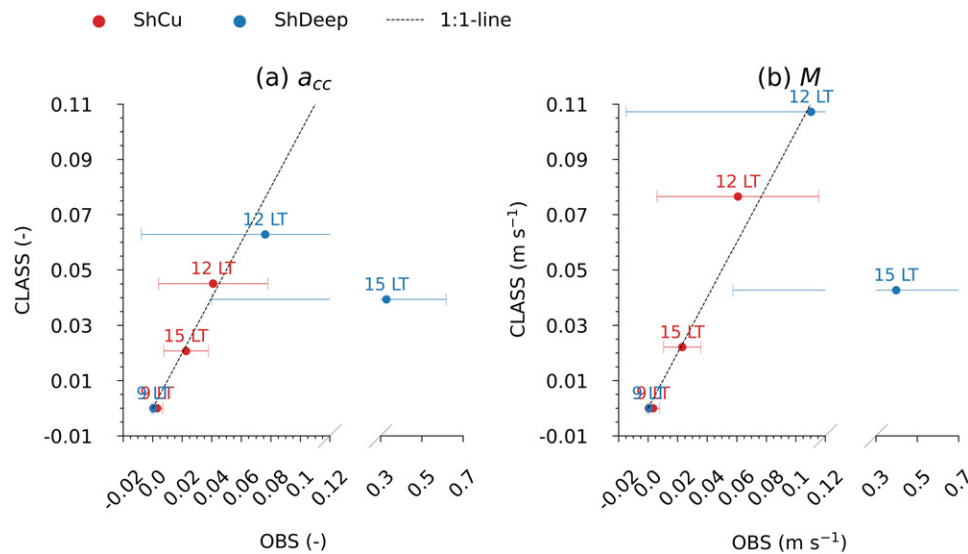 ShCu ShDeep 1:1-line
(a) a_cc
0.11
0.09
0.07
0.05
0.03
0.01
-0.01
CLASS (-)
12 LT
12 LT
15 LT
15 LT
9 LT
9 LT
-0.02 0.0 0.02 0.04 0.06 0.08 0.1 0.12 0.3 0.5 0.7
OBS (-)
(b) M
0.11
0.09
0.07
0.05
0.03
0.01
-0.01
CLASS (m s⁻¹)
12 LT
12 LT
15 LT
15 LT
9 LT
9 LT
-0.02 0.0 0.02 0.04 0.06 0.08 0.1 0.12 0.3 0.5 0.7
OBS (m s⁻¹)